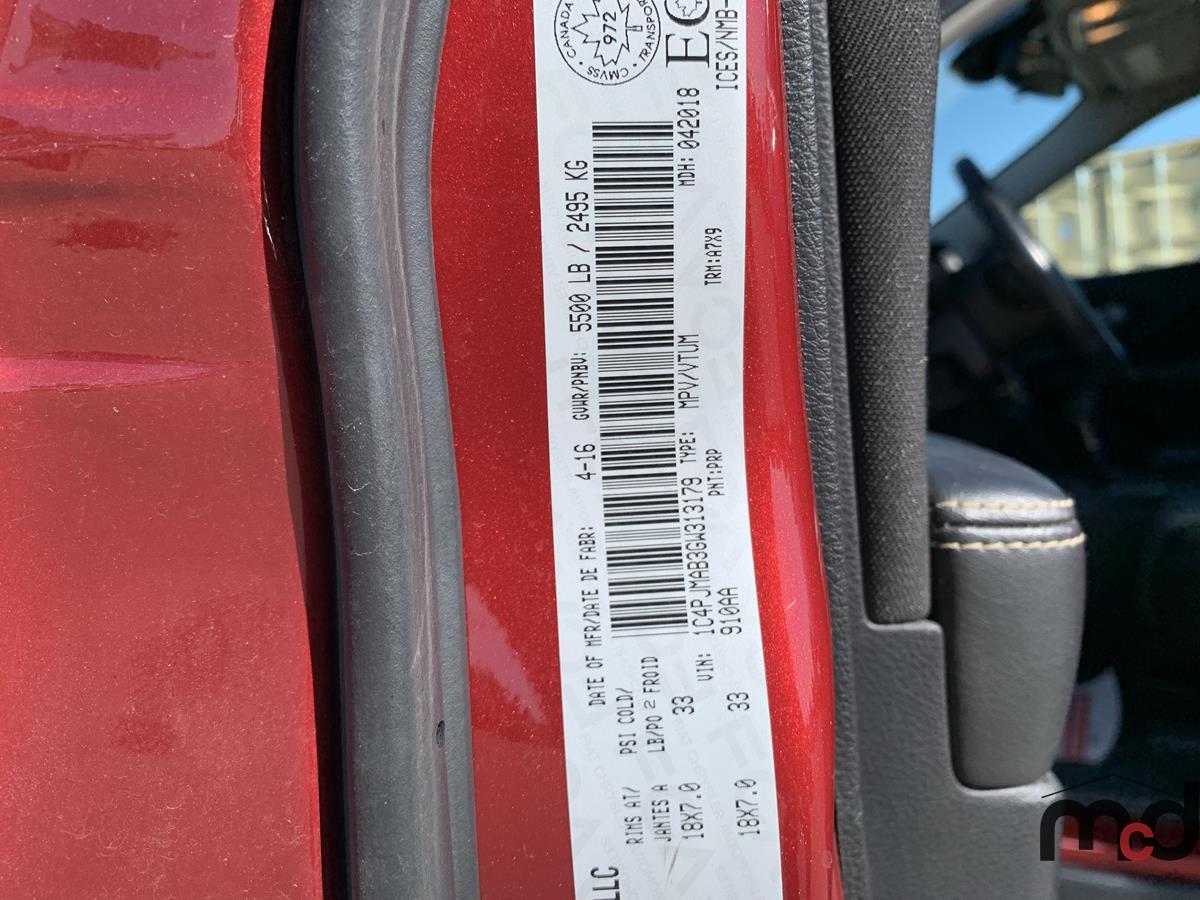 LLC
DATE OF MFR/DATE DE FABR: 4-16 GVWR/PNBV: 5500 LB / 2495 KG
RIMS AT/ PSI COLD/
JANTES A LB/PO 2 FROID
18X7.0 33 VIN: 1C4PJMAB3GW313179 TYPE: MPV/VTUM MDH: 042018
910AA PNT:PRP TRM:A7X9
18X7.0 33
CANADA TRANSPORT CMVSS
972
EC
ICES/NMB-
mcd